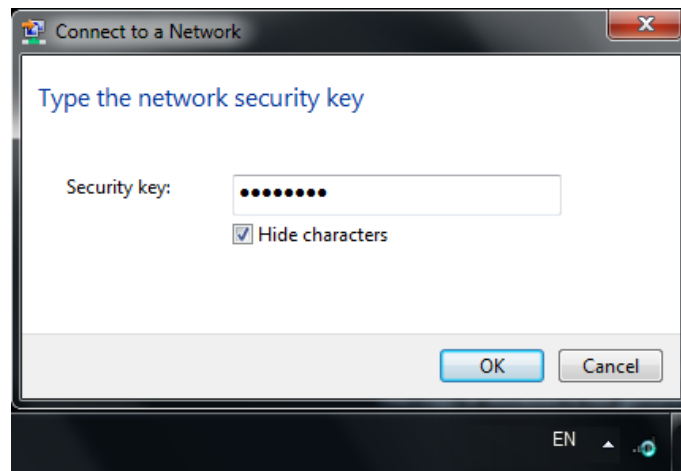 Connect to a Network
Type the network security key
Security key: ••••••••
Hide characters
OK Cancel
EN